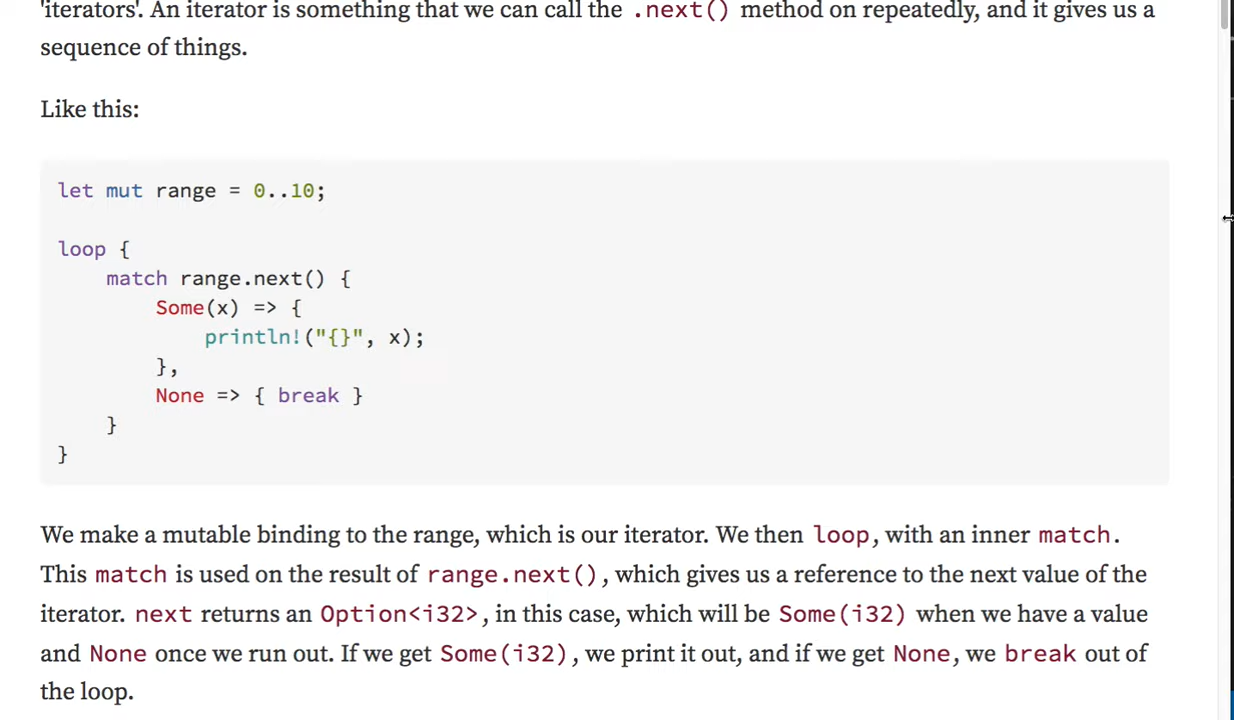 'iterators'. An iterator is something that we can call the .next() method on repeatedly, and it gives us a
sequence of things.
Like this:
let mut range = 0..10;
loop {
    match range.next() {
        Some(x) => {
            println!("{}", x);
        },
        None => { break }
    }
}
We make a mutable binding to the range, which is our iterator. We then loop, with an inner match.
This match is used on the result of range.next(), which gives us a reference to the next value of the
iterator. next returns an Option<i32>, in this case, which will be Some(i32) when we have a value
and None once we run out. If we get Some(i32), we print it out, and if we get None, we break out of
the loop.